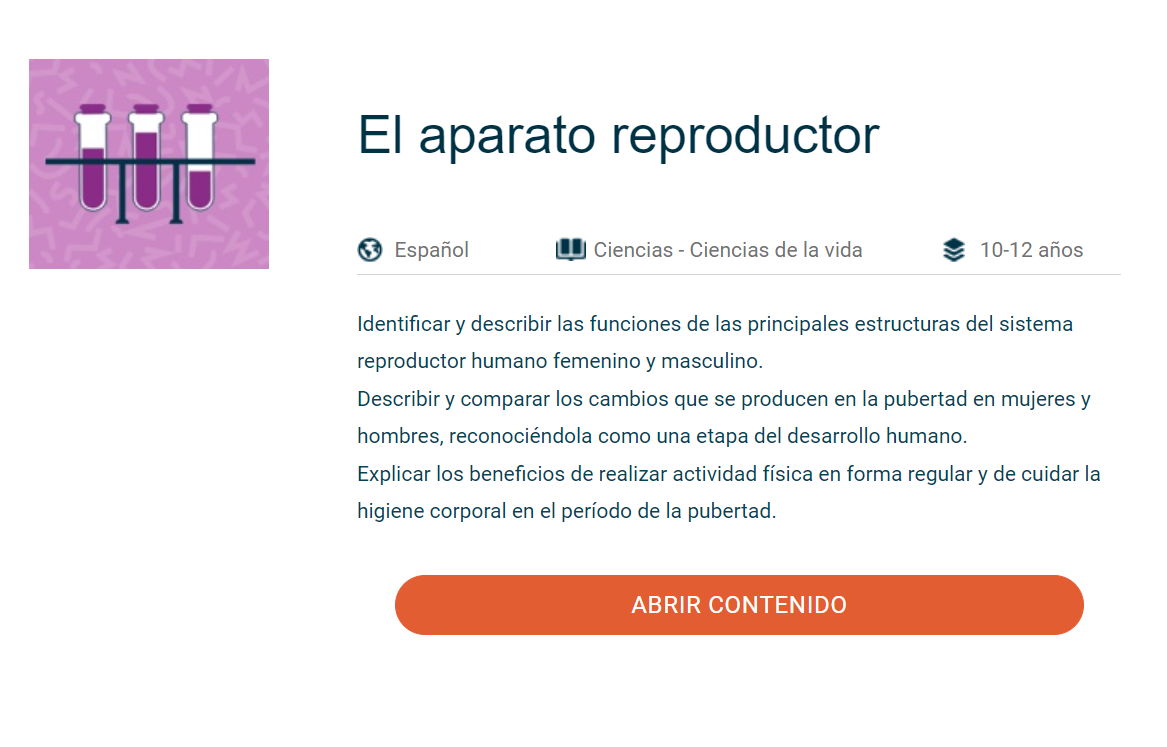 El aparato reproductor
Español
Ciencias - Ciencias de la vida
10-12 años
Identificar y describir las funciones de las principales estructuras del sistema
reproductor humano femenino y masculino.
Describir y comparar los cambios que se producen en la pubertad en mujeres y
hombres, reconociéndola como una etapa del desarrollo humano.
Explicar los beneficios de realizar actividad física en forma regular y de cuidar la
higiene corporal en el período de la pubertad.
ABRIR CONTENIDO